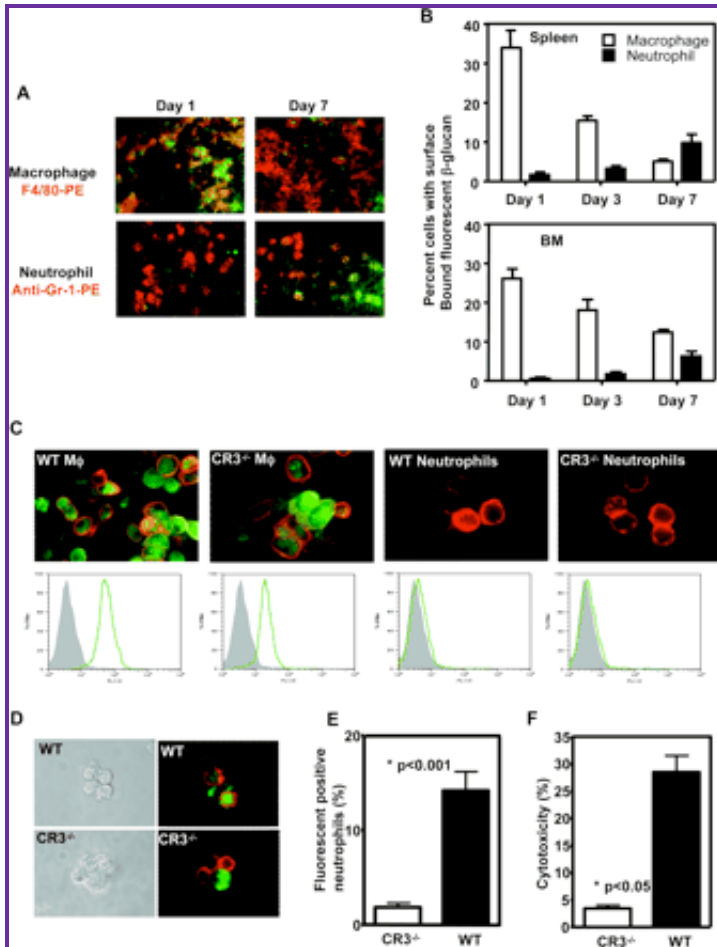 A
Day 1 Day 7
Macrophage
F4/80-PE
Neutrophil
Anti-Gr-1-PE
B
Percent cells with surface
Bound fluorescent β-glucan
Spleen
Macrophage
Neutrophil
40
30
20
10
0
Day 1 Day 3 Day 7
BM
40
30
20
10
0
Day 1 Day 3 Day 7
C
WT Mϕ
CR3-/- Mϕ
WT Neutrophils
CR3-/- Neutrophils
D
WT WT
CR3-/- CR3-/-
E
Fluorescent positive
neutrophils (%)
20
10
0
* p<0.001
CR3-/- WT
F
Cytotoxicity (%)
35
30
25
20
15
10
5
0
* p<0.05
CR3-/- WT